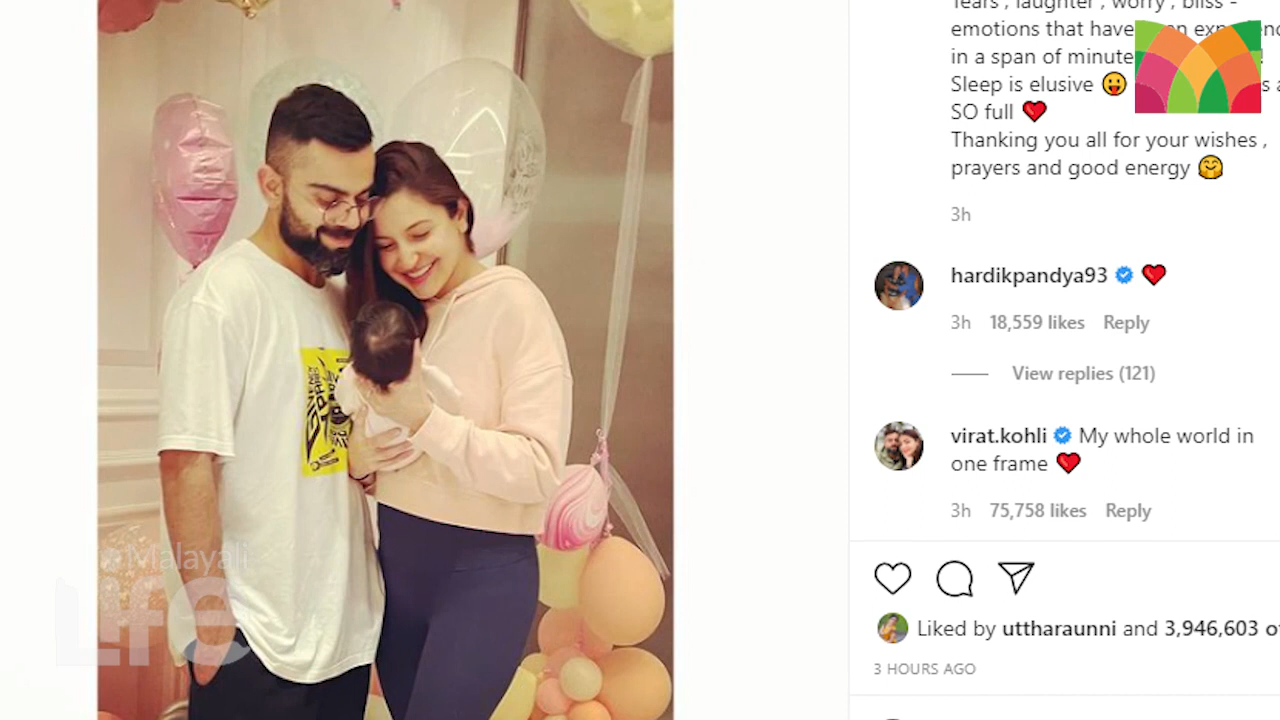 Tears , laughter , worry , bliss -
emotions that have
in a span of minute
Sleep is elusive 😛
SO full ❤️
Thanking you all for your wishes ,
prayers and good energy 🤗
3h
hardikpandya93 ❤️
3h 18,559 likes Reply
View replies (121)
virat.kohli My whole world in
one frame ❤️
3h 75,758 likes Reply
Liked by uttharaunni and 3,946,603
3 HOURS AGO
Malayali
Life